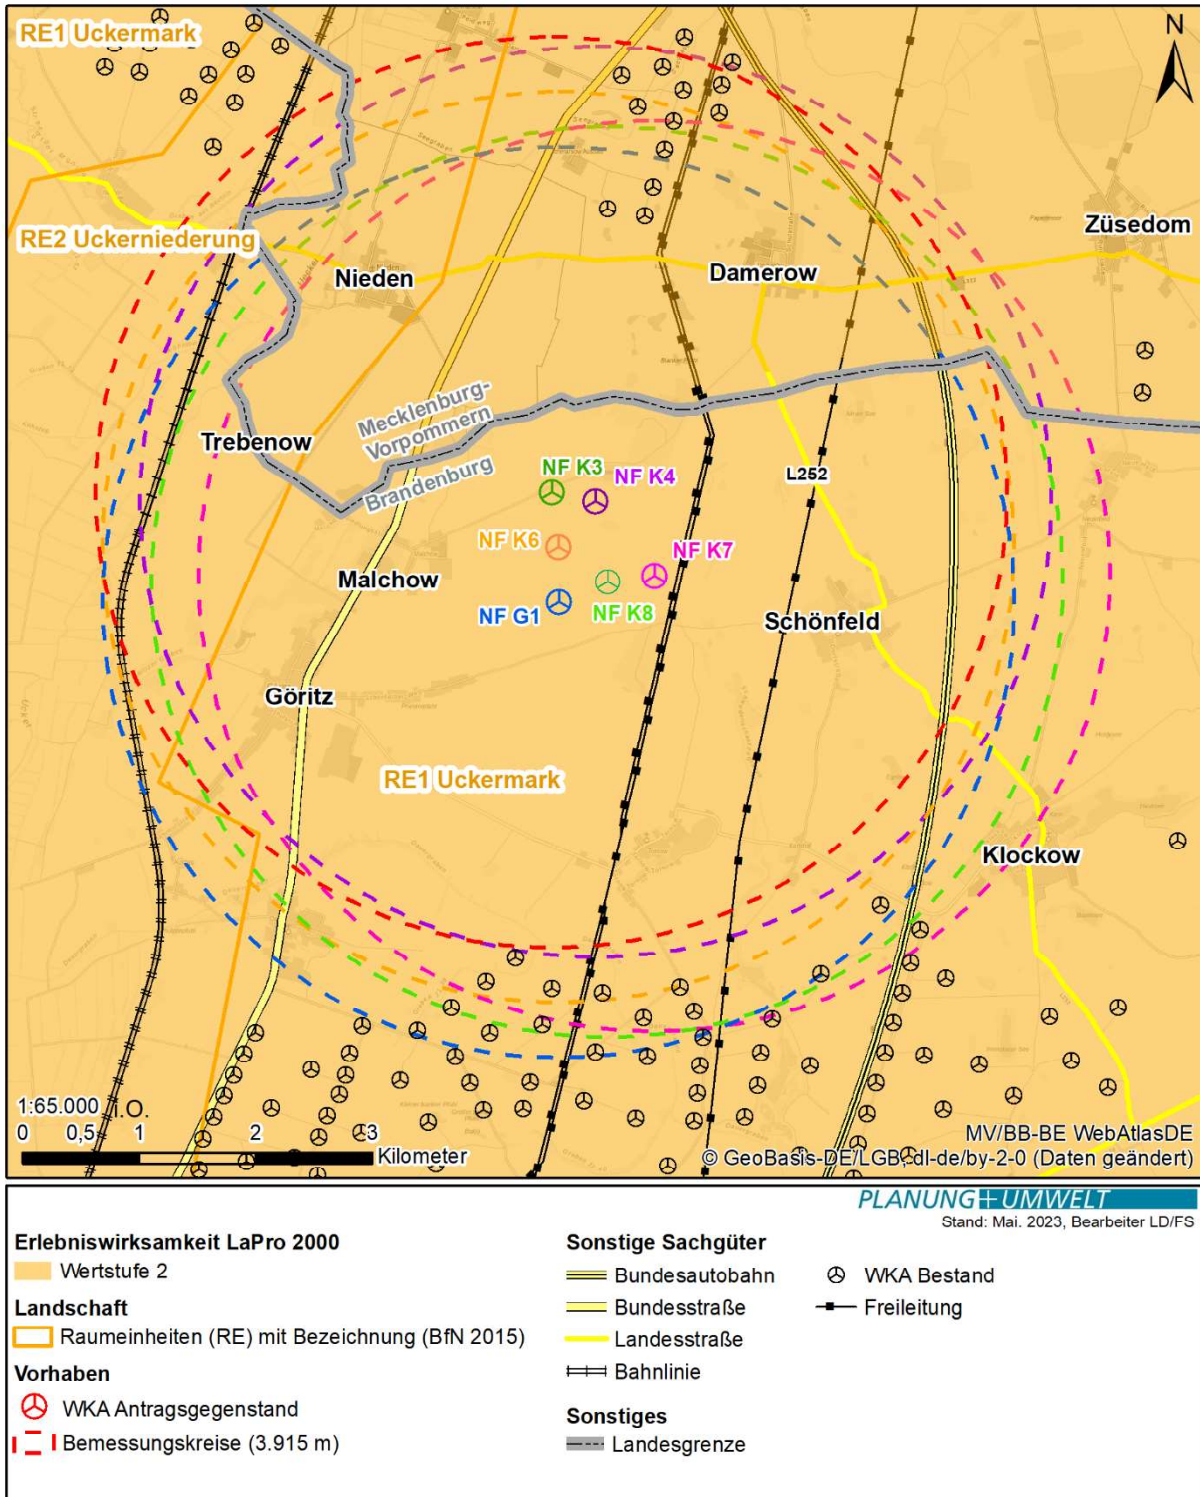 RE1 Uckermark
N
RE2 Uckerniederung
Züsedom
Nieden
Damerow
Mecklenburg-
Vorpommern
Trebenow
Brandenburg
NF K3
NF K4
L252
NF K6
NF K7
Malchow
NF G1
NF K8
Schönfeld
Göritz
RE1 Uckermark
Klockow
1:65.000
I.O.
0 0,5 1 2 3
Kilometer
MV/BB-BE WebAtlasDE
© GeoBasis-DE/LGB, dl-de/by-2-0 (Daten geändert)
PLANUNG+UMWELT
Stand: Mai. 2023, Bearbeiter LD/FS
Erlebniswirksamkeit LaPro 2000
Wertstufe 2
Landschaft
Raumeinheiten (RE) mit Bezeichnung (BfN 2015)
Vorhaben
WKA Antragsgegenstand
Bemessungskreise (3.915 m)
Sonstige Sachgüter
Bundesautobahn
Bundesstraße
Landesstraße
Bahnlinie
WKA Bestand
Freileitung
Sonstiges
Landesgrenze